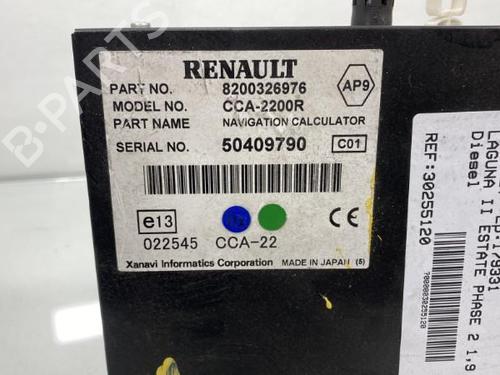 RENAULT
PART NO. 8200326976
MODEL NO. CCA-2200R
PART NAME NAVIGATION CALCULATOR
SERIAL NO. 50409790 C01
AP9
e13
CE
022545 CCA-22
Xanavi Informatics Corporation MADE IN JAPAN (5)
LAGUNA II ESTATE PHASE 2 1,9
Diesel
REF:30255120
B-PARTS